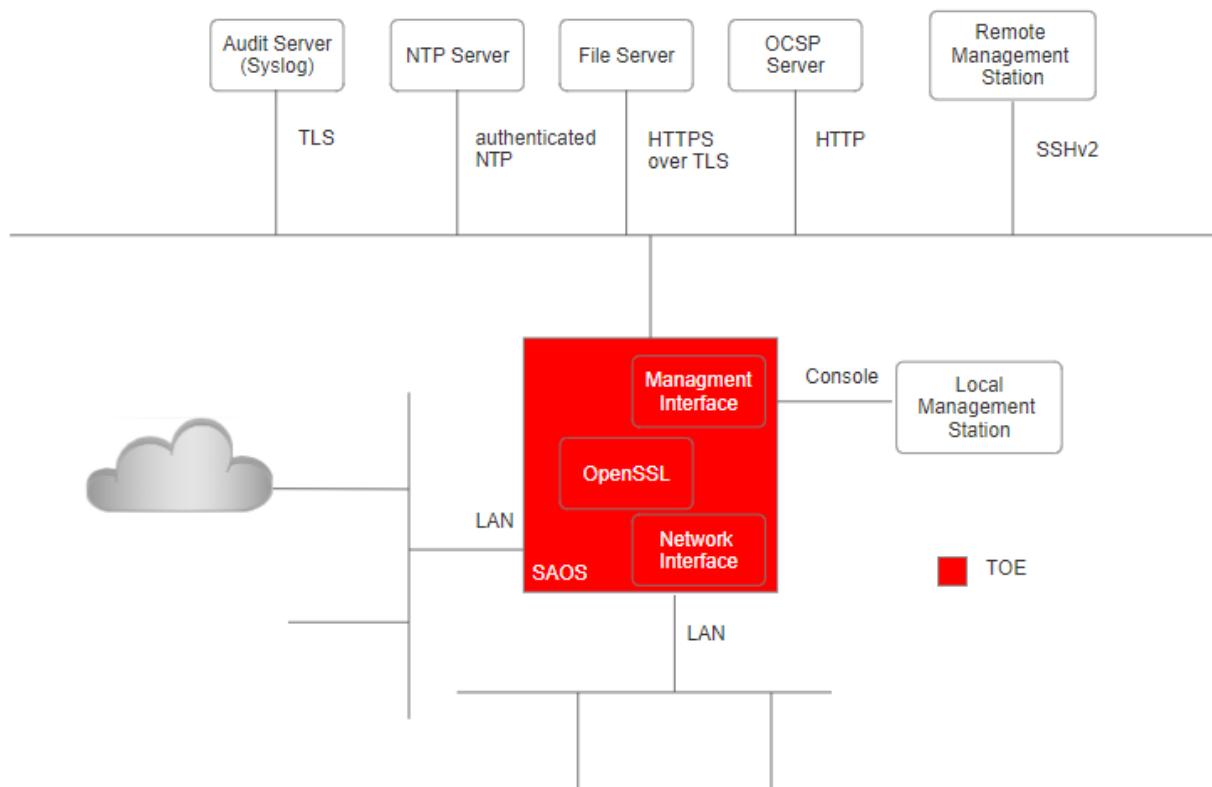 Audit Server
(Syslog)
NTP Server
File Server
OCSP
Server
Remote
Management
Station
TLS
authenticated
NTP
HTTPS
over TLS
HTTP
SSHv2
Managment
Interface
Console
Local
Management
Station
OpenSSL
LAN
Network
Interface
SAOS
TOE
LAN